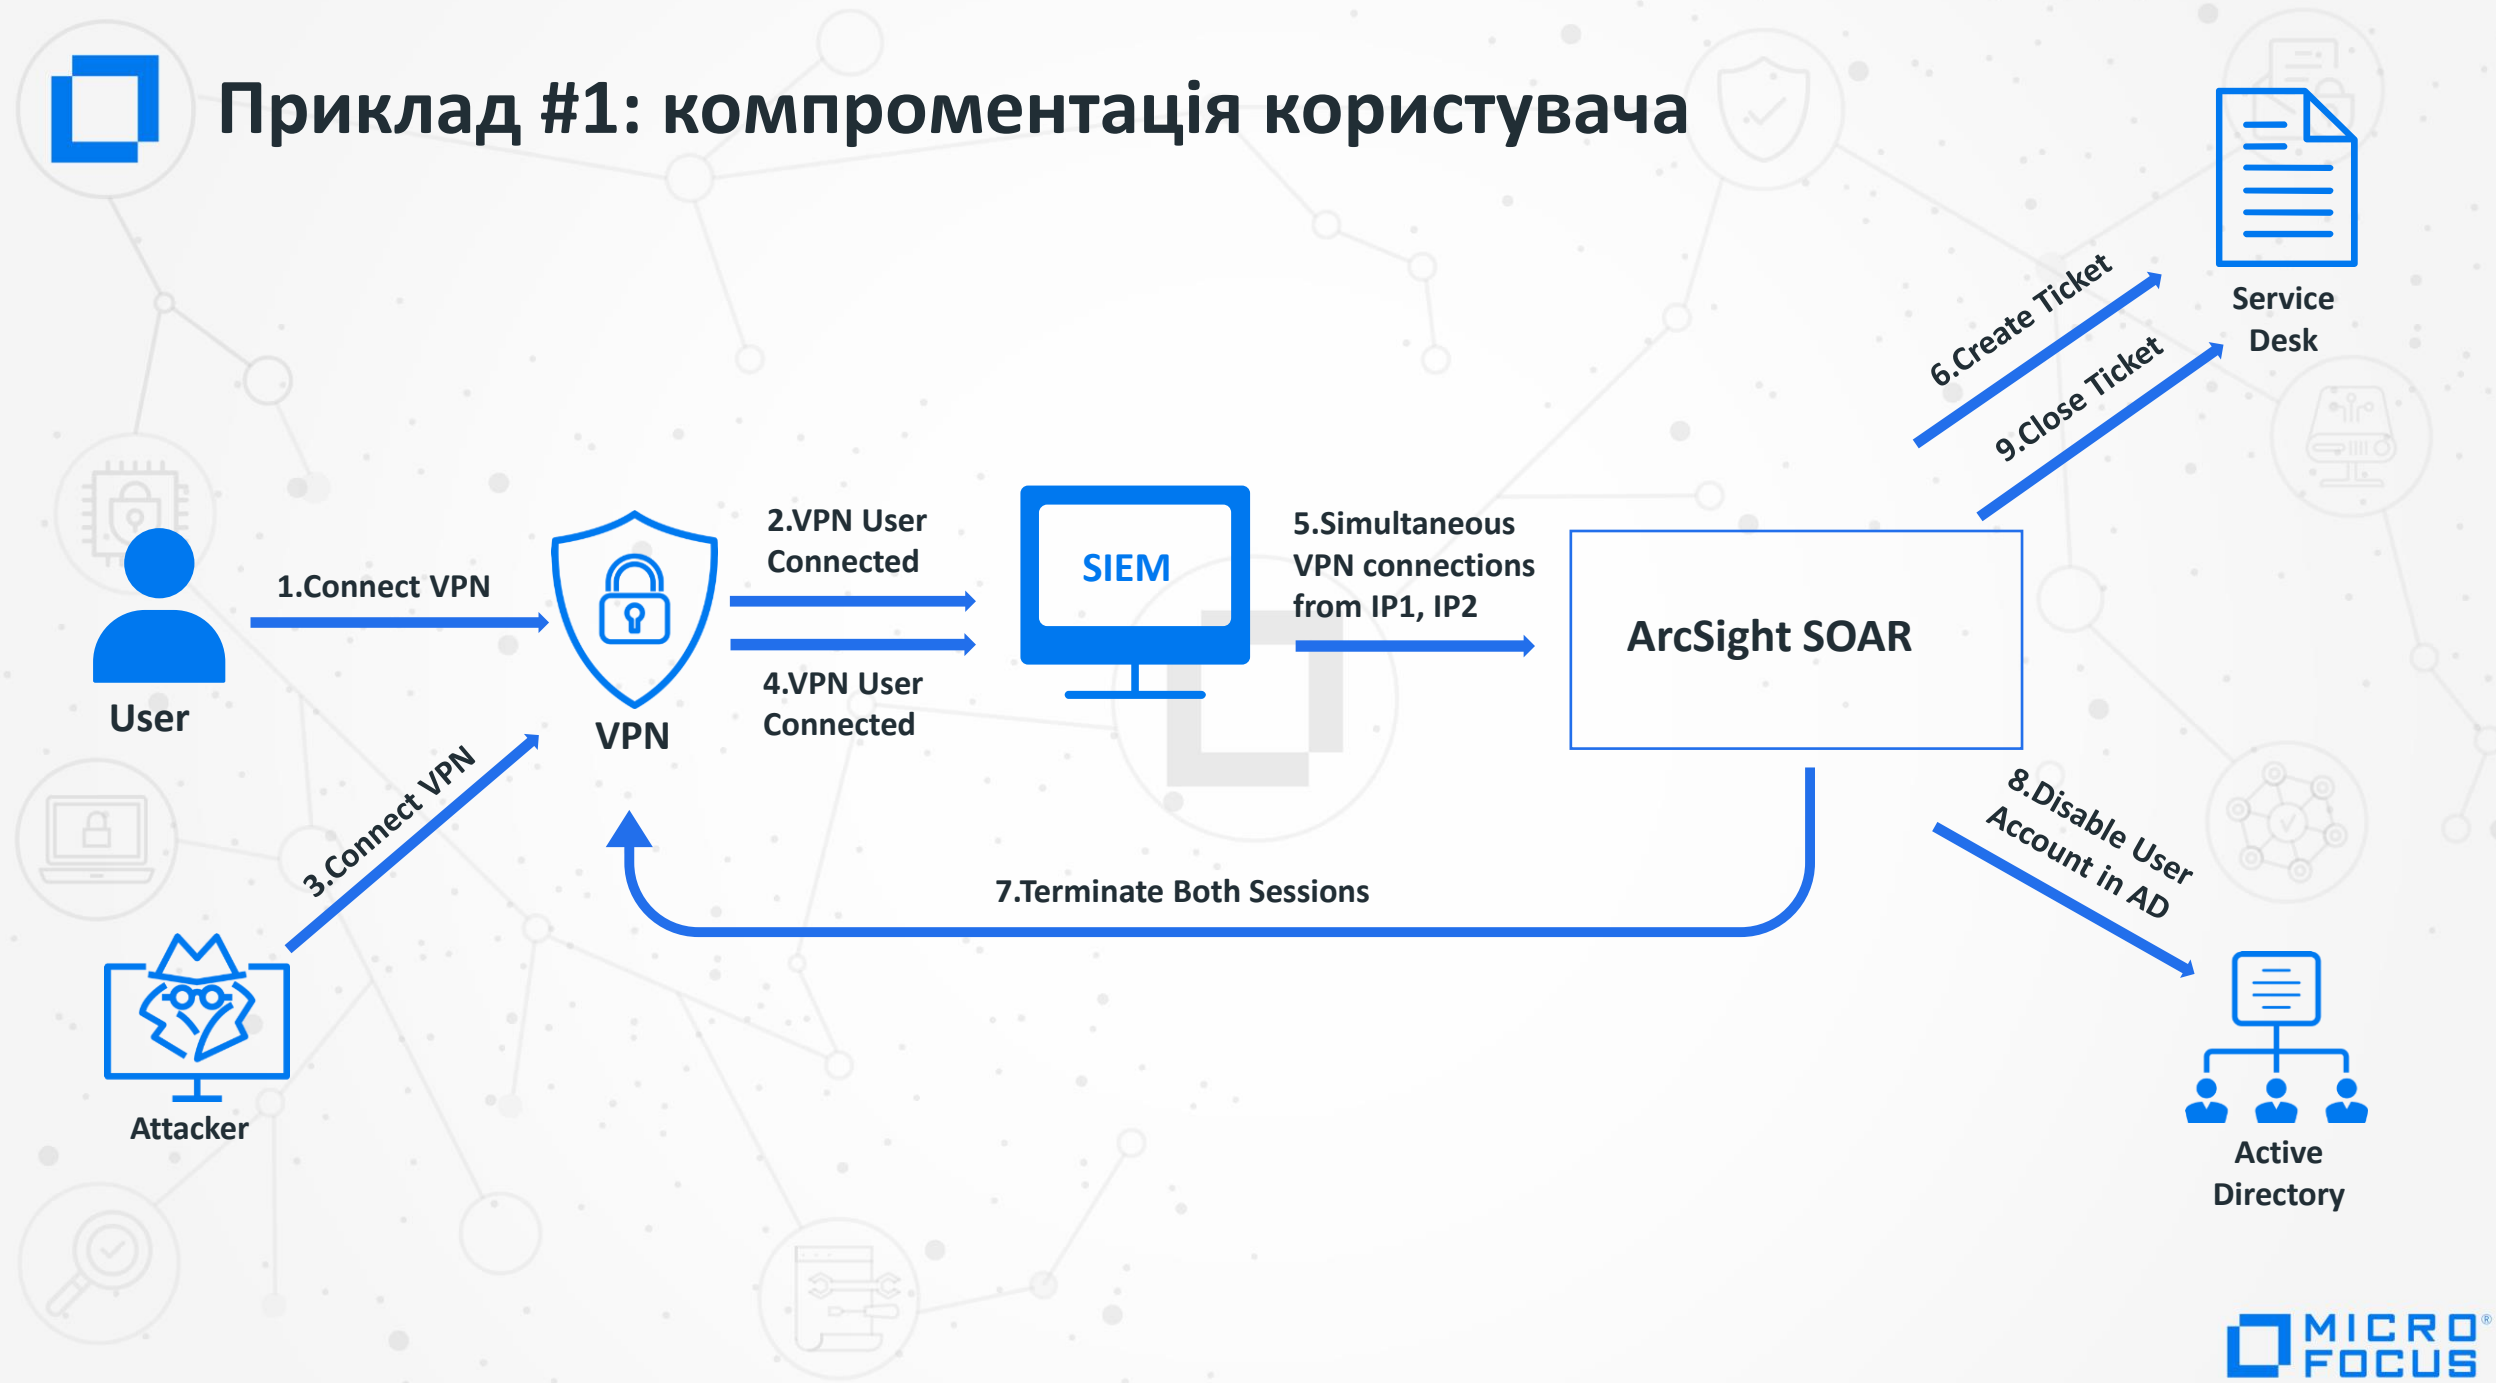 Приклад #1: компроментація користувача
Service
Desk
6.Create Ticket
9.Close Ticket
2.VPN User
Connected
5.Simultaneous
VPN connections
from IP1, IP2
SIEM
1.Connect VPN
ArcSight SOAR
4.VPN User
Connected
User
VPN
3.Connect VPN
8.Disable User
Account in AD
7.Terminate Both Sessions
Attacker
Active
Directory
MICRO®
FOCUS